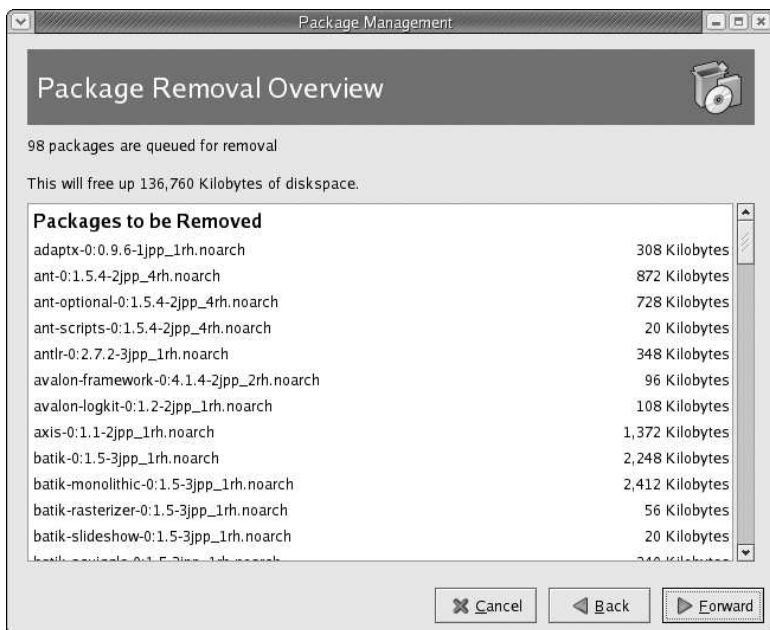 Package Management
Package Removal Overview
98 packages are queued for removal
This will free up 136,760 Kilobytes of diskspace.
Packages to be Removed
adaptx-0:0.9.6-1jpp_1rh.noarch 308 Kilobytes
ant-0:1.5.4-2jpp_4rh.noarch 872 Kilobytes
ant-optional-0:1.5.4-2jpp_4rh.noarch 728 Kilobytes
ant-scripts-0:1.5.4-2jpp_4rh.noarch 20 Kilobytes
antlr-0:2.7.2-3jpp_1rh.noarch 348 Kilobytes
avalon-framework-0:4.1.4-2jpp_2rh.noarch 96 Kilobytes
avalon-logkit-0:1.2-2jpp_1rh.noarch 108 Kilobytes
axis-0:1.1-2jpp_1rh.noarch 1,372 Kilobytes
batik-0:1.5-3jpp_1rh.noarch 2,248 Kilobytes
batik-monolithic-0:1.5-3jpp_1rh.noarch 2,412 Kilobytes
batik-rasterizer-0:1.5-3jpp_1rh.noarch 56 Kilobytes
batik-slideshow-0:1.5-3jpp_1rh.noarch 20 Kilobytes
Cancel Back Forward